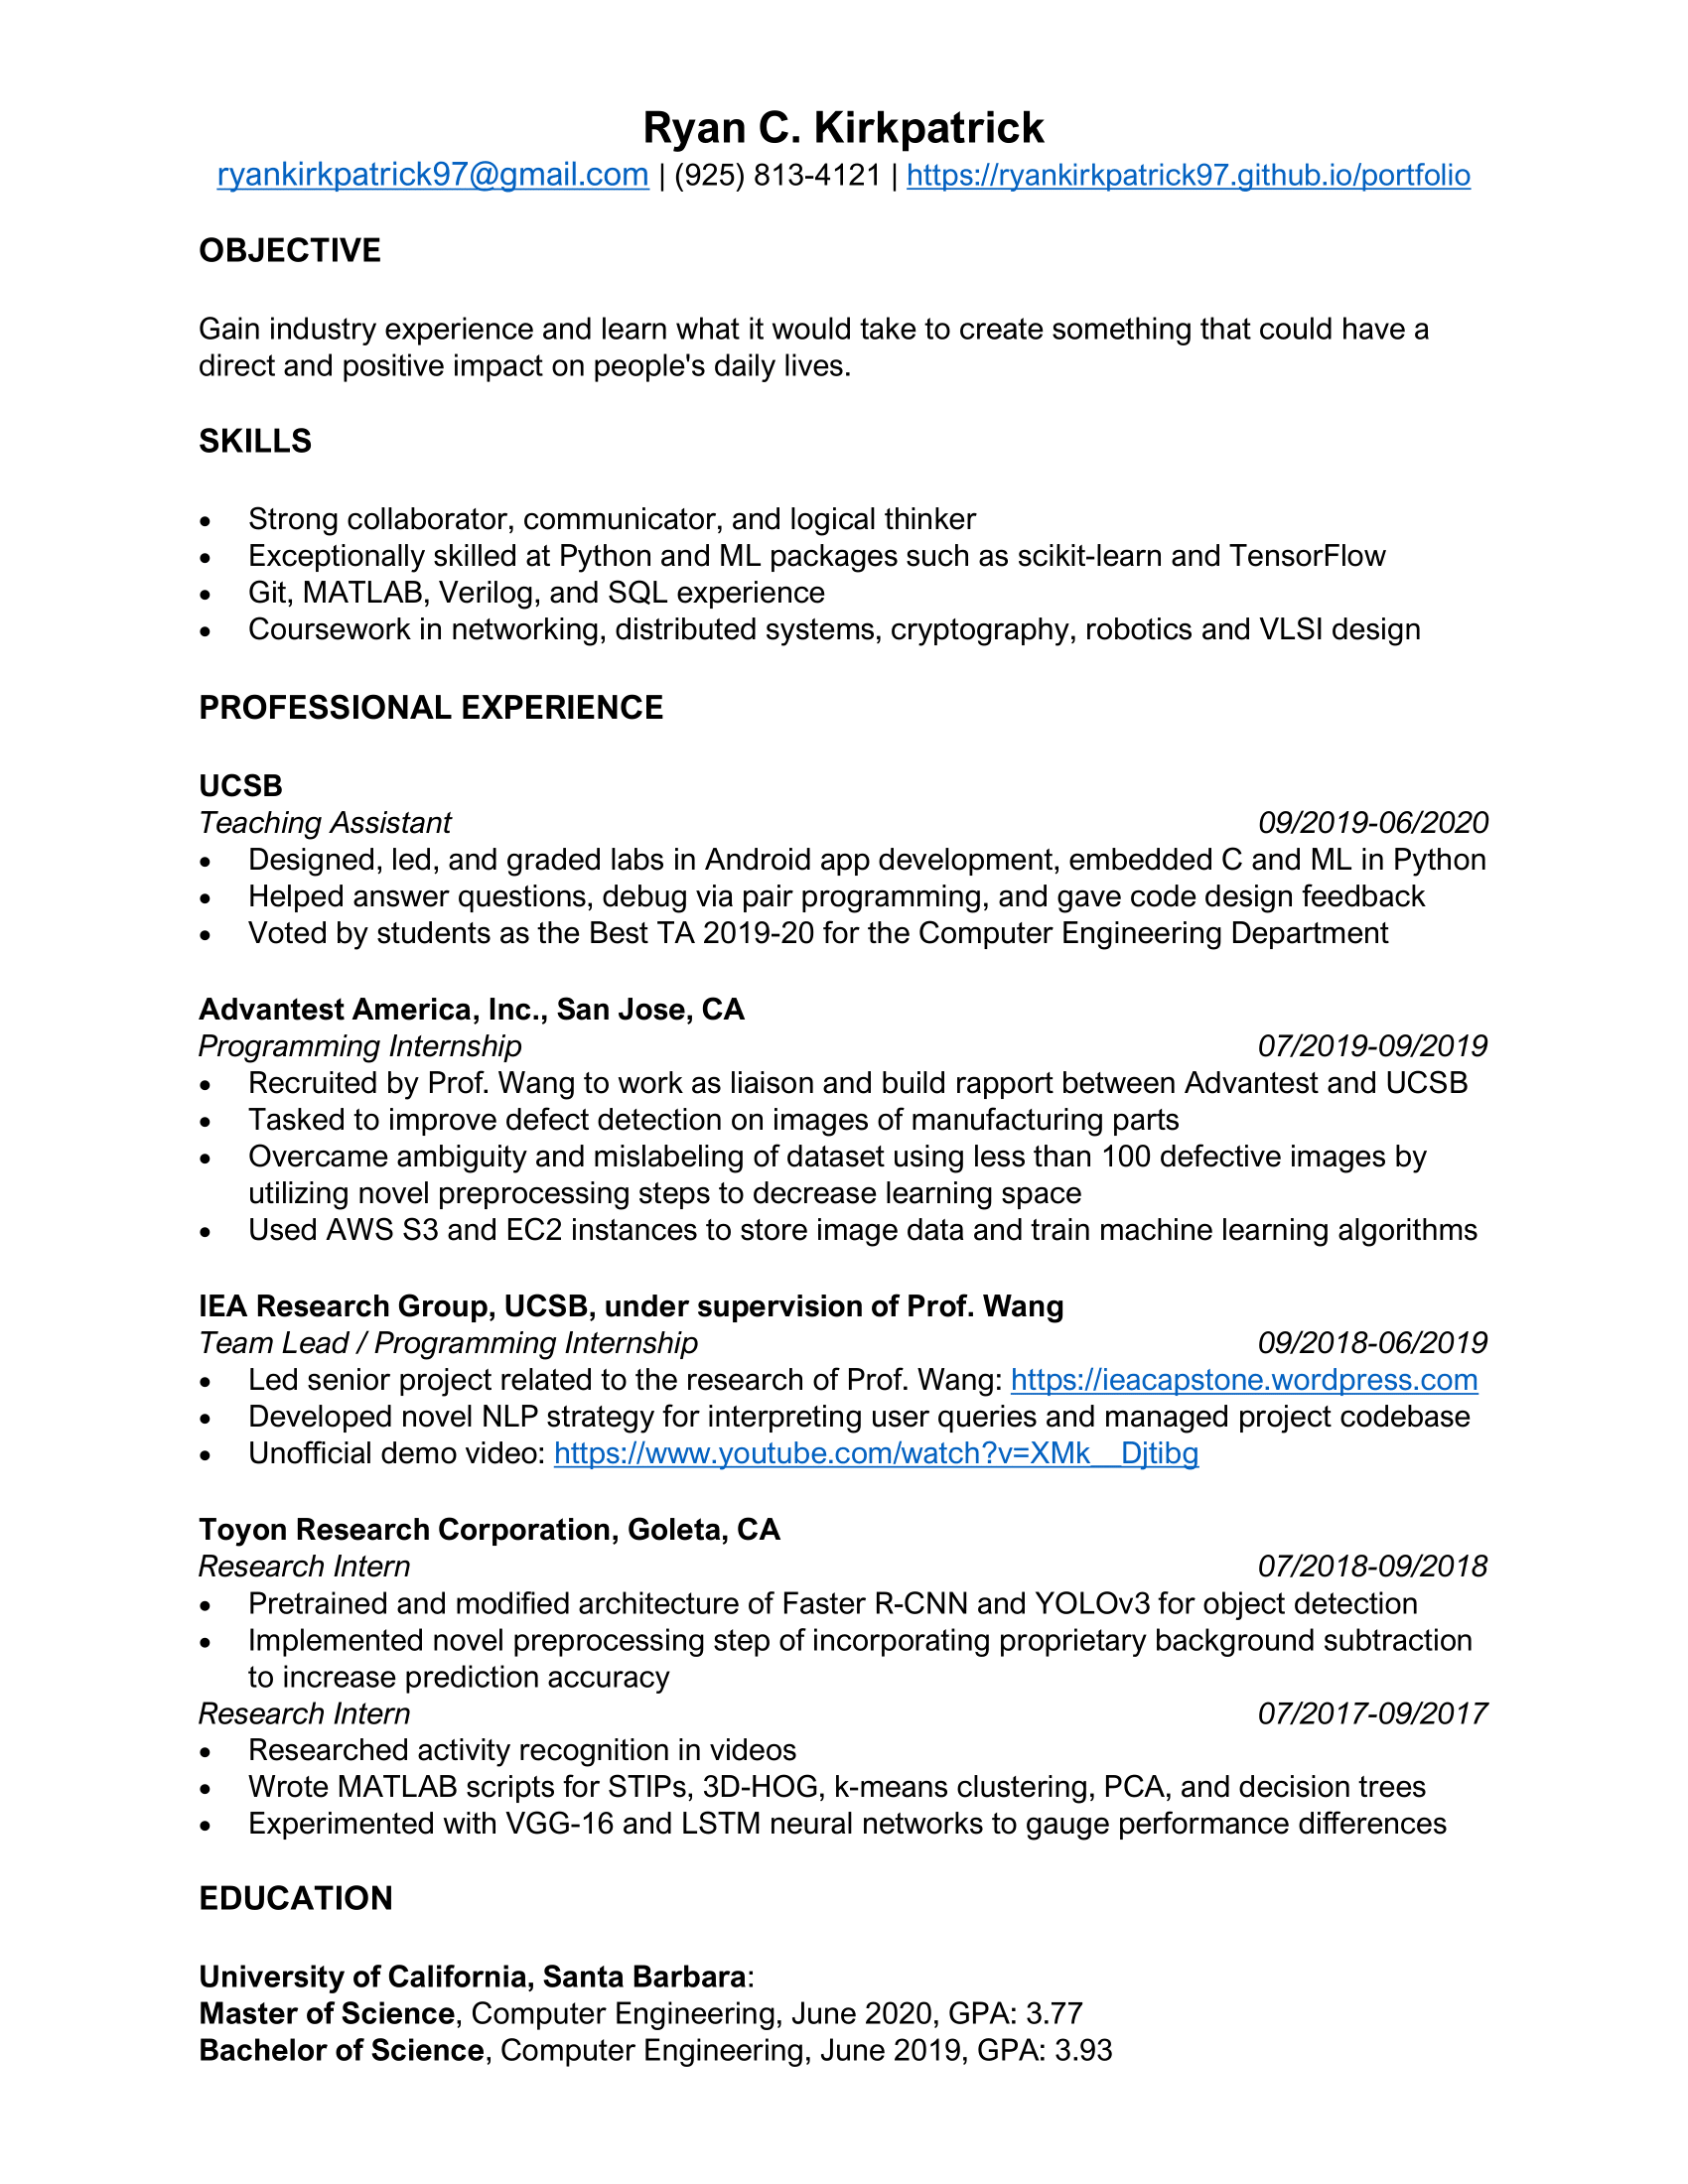 Ryan C. Kirkpatrick
ryankirkpatrick97@gmail.com | (925) 813-4121 | https://ryankirkpatrick97.github.io/portfolio
OBJECTIVE
Gain industry experience and learn what it would take to create something that could have a
direct and positive impact on people's daily lives.
SKILLS
• Strong collaborator, communicator, and logical thinker
• Exceptionally skilled at Python and ML packages such as scikit-learn and TensorFlow
• Git, MATLAB, Verilog, and SQL experience
• Coursework in networking, distributed systems, cryptography, robotics and VLSI design
PROFESSIONAL EXPERIENCE
UCSB
Teaching Assistant 09/2019-06/2020
• Designed, led, and graded labs in Android app development, embedded C and ML in Python
• Helped answer questions, debug via pair programming, and gave code design feedback
• Voted by students as the Best TA 2019-20 for the Computer Engineering Department
Advantest America, Inc., San Jose, CA
Programming Internship 07/2019-09/2019
• Recruited by Prof. Wang to work as liaison and build rapport between Advantest and UCSB
• Tasked to improve defect detection on images of manufacturing parts
• Overcame ambiguity and mislabeling of dataset using less than 100 defective images by
utilizing novel preprocessing steps to decrease learning space
• Used AWS S3 and EC2 instances to store image data and train machine learning algorithms
IEA Research Group, UCSB, under supervision of Prof. Wang
Team Lead / Programming Internship 09/2018-06/2019
• Led senior project related to the research of Prof. Wang: https://ieacapstone.wordpress.com
• Developed novel NLP strategy for interpreting user queries and managed project codebase
• Unofficial demo video: https://www.youtube.com/watch?v=XMk__Djtibg
Toyon Research Corporation, Goleta, CA
Research Intern 07/2018-09/2018
• Pretrained and modified architecture of Faster R-CNN and YOLOv3 for object detection
• Implemented novel preprocessing step of incorporating proprietary background subtraction
to increase prediction accuracy
Research Intern 07/2017-09/2017
• Researched activity recognition in videos
• Wrote MATLAB scripts for STIPs, 3D-HOG, k-means clustering, PCA, and decision trees
• Experimented with VGG-16 and LSTM neural networks to gauge performance differences
EDUCATION
University of California, Santa Barbara:
Master of Science, Computer Engineering, June 2020, GPA: 3.77
Bachelor of Science, Computer Engineering, June 2019, GPA: 3.93